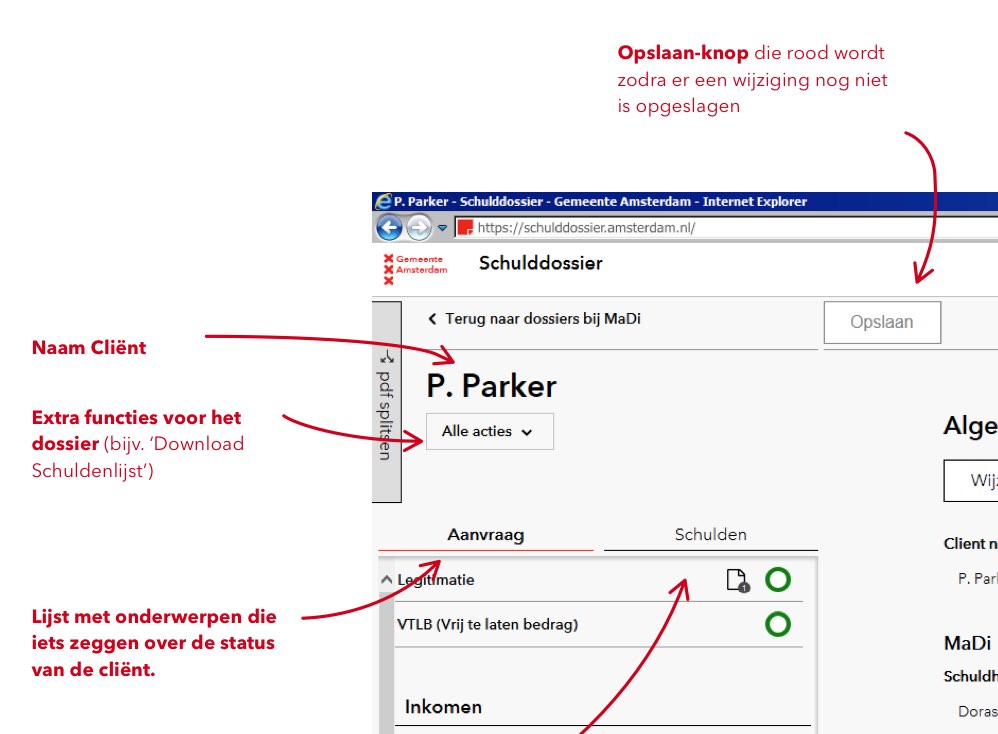 Opslaan-knop die rood wordt
zodra er een wijziging nog niet
is opgeslagen
P. Parker - Schulddossier - Gemeente Amsterdam - Internet Explorer
https://schulddossier.amsterdam.nl/
Gemeente
Amsterdam
Schulddossier
Terug naar dossiers bij MaDi
Opslaan
Naam Cliënt
pdf splitsen
P. Parker
Extra functies voor het
dossier (bijv. ‘Download
Schuldenlijst’)
Alle acties
Alge
Wijz
Aanvraag
Schulden
Client n
Legitimatie
1
P. Par
Lijst met onderwerpen die
iets zeggen over de status
van de cliënt.
VTLB (Vrij te laten bedrag)
MaDi
Schuldh
Inkomen
Doras